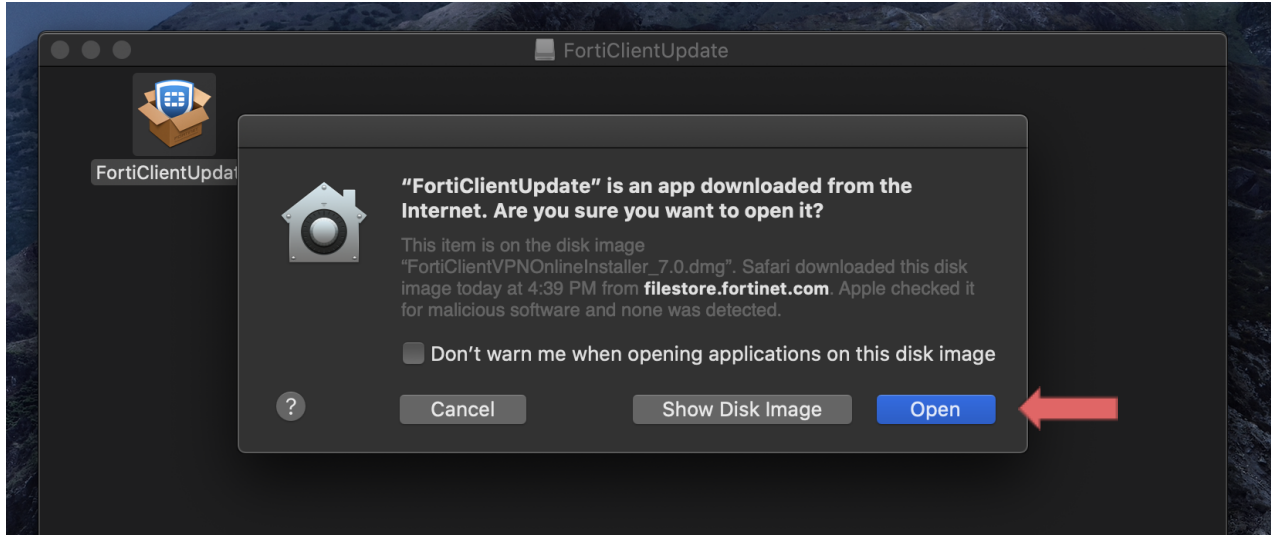 FortiClientUpdate
FortiClientUpdat
“FortiClientUpdate” is an app downloaded from the
Internet. Are you sure you want to open it?
This item is on the disk image
“FortiClientVPNOnlineInstaller_7.0.dmg”. Safari downloaded this disk
image today at 4:39 PM from filestore.fortinet.com. Apple checked it
for malicious software and none was detected.
Don’t warn me when opening applications on this disk image
?
Cancel
Show Disk Image
Open